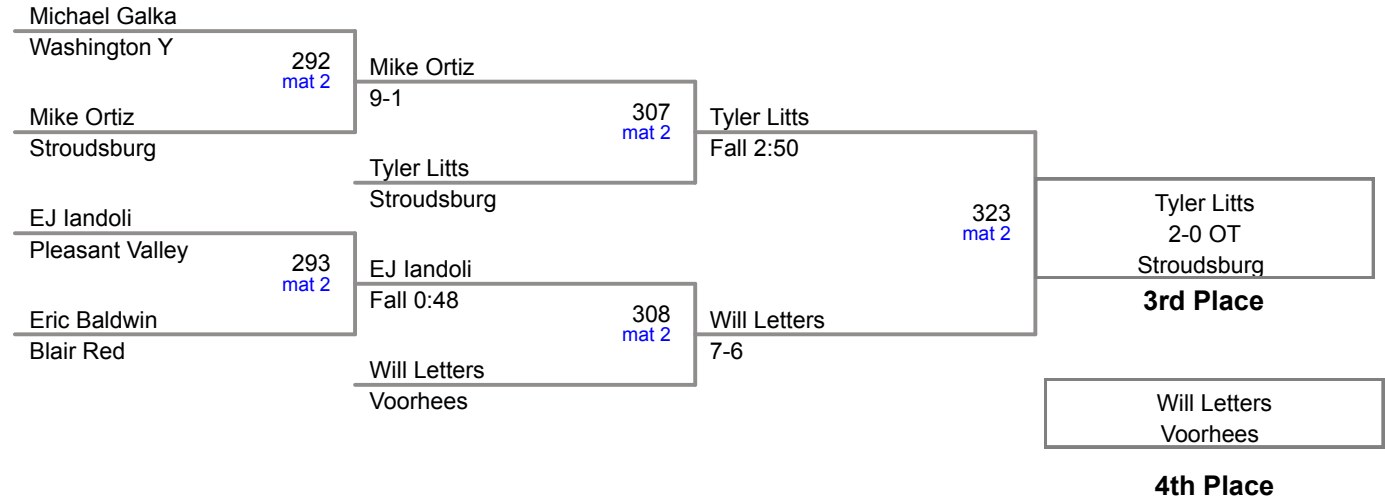 Michael Galka
Washington Y
292
mat 2
Mike Ortiz
9-1
Mike Ortiz
Stroudsburg
307
mat 2
Tyler Litts
Fall 2:50
Tyler Litts
Stroudsburg
EJ Iandoli
Pleasant Valley
293
mat 2
EJ Iandoli
Fall 0:48
Eric Baldwin
Blair Red
308
mat 2
Will Letters
7-6
Will Letters
Voorhees
323
mat 2
Tyler Litts
2-0 OT
Stroudsburg
3rd Place
Will Letters
Voorhees
4th Place